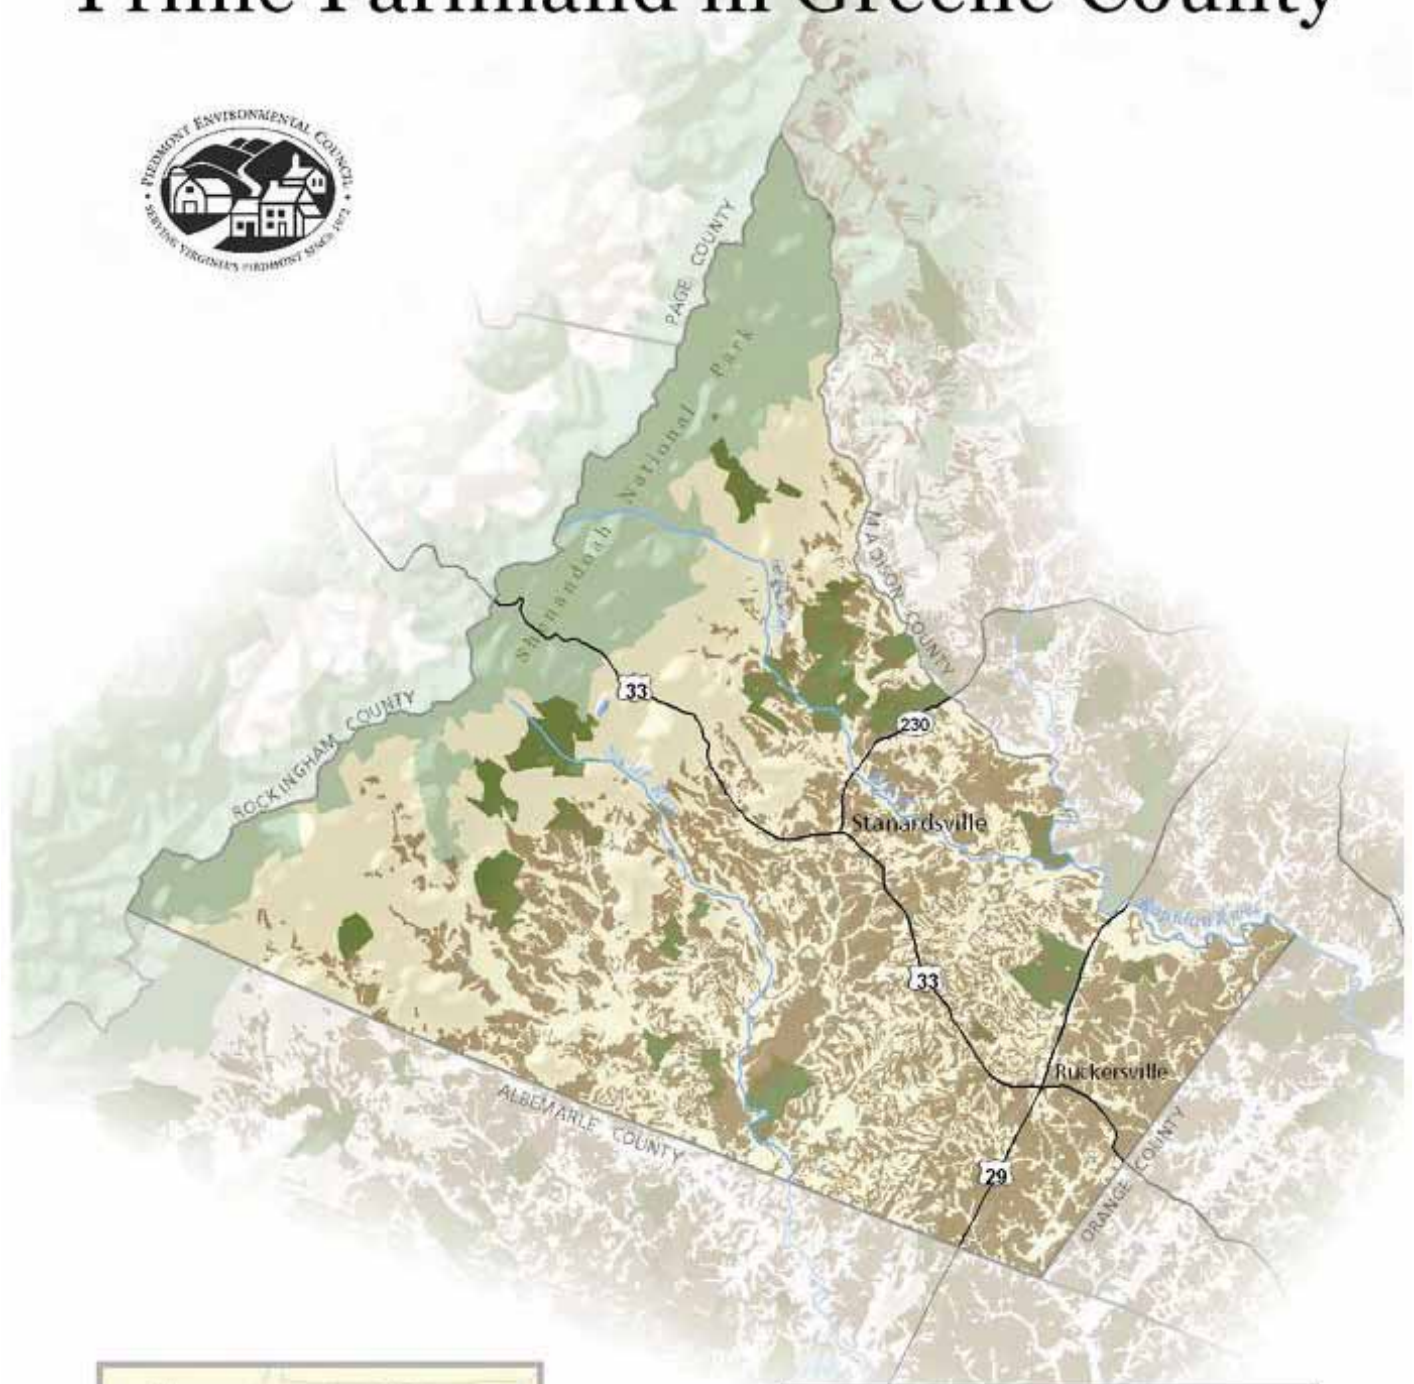 Prime Farmland in Greene County
PIEDMONT ENVIRONMENTAL COUNCIL
SERVING VIRGINIA'S PIEDMONT SINCE 1972
PAGE COUNTY
Shenandoah National Park
MADISON COUNTY
33
ROCKINGHAM COUNTY
230
Stanardsville
33
Ruckersville
ALBEMARLE COUNTY
29
ORANGE COUNTY